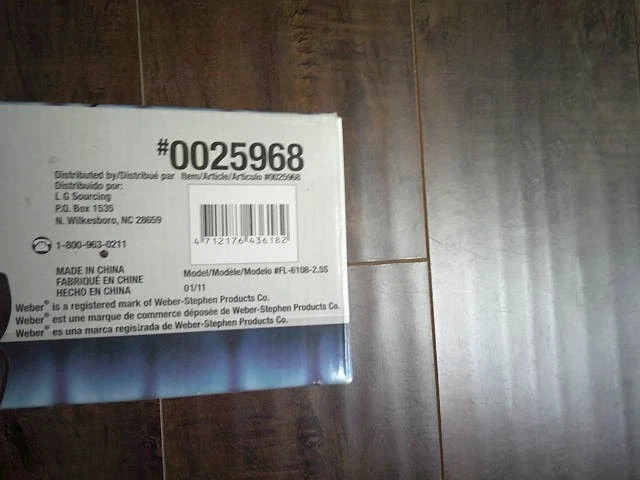 #0025968
Distributed by/Distribué par Item/Article/Artículo #0025968
Distribuido por:
L G Sourcing
P.O. Box 1535
N. Wilkesboro, NC 28659
4 712176 436182
1-800-963-0211
MADE IN CHINA
FABRIQUÉ EN CHINE
HECHO EN CHINA
Model/Modèle/Modelo #FL-6108-2.5S
01/11
Weber® is a registered mark of Weber-Stephen Products Co.
Weber® est une marque de commerce déposée de Weber-Stephen Products Co.
Weber® es una marca regisirada de Weber-Stephen Products Co.